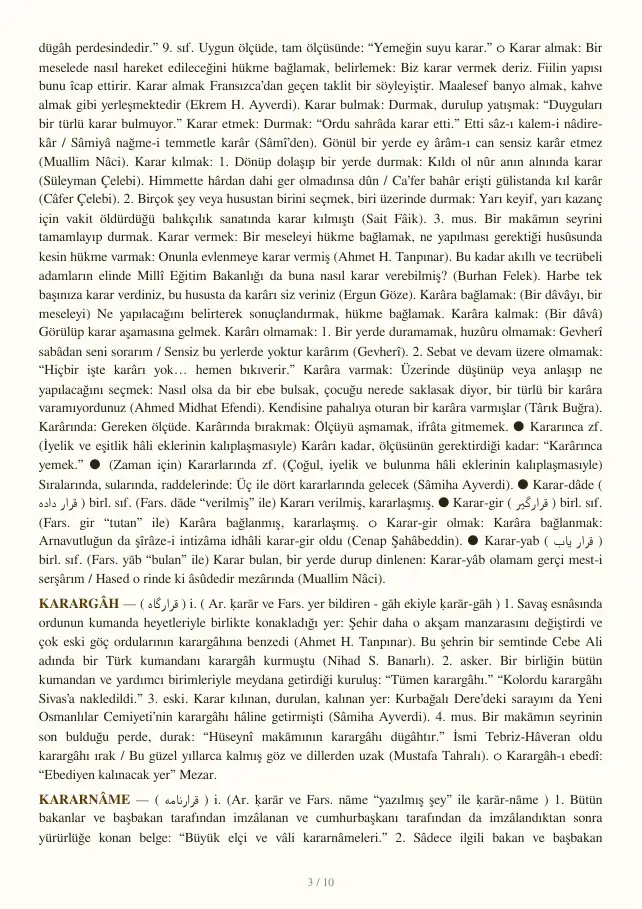 dügâh perdesindedir.” 9. sıf. Uygun ölçüde, tam ölçüsünde: “Yemeğin suyu karar.” ○ Karar almak: Bir
meselede nasıl hareket edileceğini hükme bağlamak, belirlemek: Biz karar vermek deriz. Fiilin yapısı
bunu îcap ettirir. Karar almak Fransızca’dan geçen taklit bir söyleyiştir. Maalesef banyo almak, kahve
almak gibi yerleşmektedir (Ekrem H. Ayverdi). Karar bulmak: Durmak, durulup yatışmak: “Duyguları
bir türlü karar bulmuyor.” Karar etmek: Durmak: “Ordu sahrâda karar etti.” Etti sâz-ı kalem-i nâdire-
kâr / Sâmiyâ nağme-i temmetle karâr (Sâmî’den). Gönül bir yerde ey ârâm-ı can sensiz karâr etmez
(Muallim Nâci). Karar kılmak: 1. Dönüp dolaşıp bir yerde durmak: Kıldı ol nûr anın alnında karar
(Süleyman Çelebi). Himmette hârdan dahi ger olmadınsa dûn / Ca’fer bahâr erişti gülistanda kıl karâr
(Câfer Çelebi). 2. Birçok şey veya husustan birini seçmek, biri üzerinde durmak: Yarı keyif, yarı kazanç
için vakit öldürdüğü balıkçılık sanatında karar kılmıştı (Sait Fâik). 3. mus. Bir makāmın seyrini
tamamlayıp durmak. Karar vermek: Bir meseleyi hükme bağlamak, ne yapılması gerektiği husûsunda
kesin hükme varmak: Onunla evlenmeye karar vermiş (Ahmet H. Tanpınar). Bu kadar akıllı ve tecrübeli
adamların elinde Millî Eğitim Bakanlığı da buna nasıl karar verebilmiş? (Burhan Felek). Harbe tek
başınıza karar verdiniz, bu hususta da karârı siz veriniz (Ergun Göze). Karâra bağlamak: (Bir dâvâyı, bir
meseleyi) Ne yapılacağını belirterek sonuçlandırmak, hükme bağlamak. Karâra kalmak: (Bir dâvâ)
Görülüp karar aşamasına gelmek. Karârı olmamak: 1. Bir yerde duramamak, huzûru olmamak: Gevherî
sabâdan seni sorarım / Sensiz bu yerlerde yoktur karârım (Gevherî). 2. Sebat ve devam üzere olmamak:
“Hiçbir işte karârı yok… hemen bıkıverir.” Karâra varmak: Üzerinde düşünüp veya anlaşıp ne
yapılacağını seçmek: Nasıl olsa da bir ebe bulsak, çocuğu nerede saklasak diyor, bir türlü bir karâra
varamıyordunuz (Ahmed Midhat Efendi). Kendisine pahalıya oturan bir karâra varmışlar (Târık Buğra).
Karârında: Gereken ölçüde. Karârında bırakmak: Ölçüyü aşmamak, ifrâta gitmemek. ● Kararınca zf.
(İyelik ve eşitlik hâli eklerinin kalıplaşmasıyle) Karârı kadar, ölçüsünün gerektirdiği kadar: “Karârınca
yemek.” ● (Zaman için) Kararlarında zf. (Çoğul, iyelik ve bulunma hâli eklerinin kalıplaşmasıyle)
Sıralarında, sularında, raddelerinde: Üç ile dört kararlarında gelecek (Sâmiha Ayverdi). ● Karar-dâde (
قرار داده ) birl. sıf. (Fars. dāde “verilmiş” ile) Kararı verilmiş, kararlaşmış. ● Karar-gir ( قرارگير ) birl. sıf.
(Fars. gіr “tutan” ile) Karâra bağlanmış, kararlaşmış. ○ Karar-gir olmak: Karâra bağlanmak:
Arnavutluğun da şîrâze-i intizâma idhâli karar-gir oldu (Cenap Şahâbeddin). ● Karar-yab ( قرار ياب )
birl. sıf. (Fars. yāb “bulan” ile) Karar bulan, bir yerde durup dinlenen: Karar-yâb olamam gerçi mest-i
serşârım / Hased o rinde ki âsûdedir mezârında (Muallim Nâci).
KARARGÂH — ( قرارگاه ) i. ( Ar. ḳarār ve Fars. yer bildiren - gāh ekiyle ḳarār-gāh ) 1. Savaş esnâsında
ordunun kumanda heyetleriyle birlikte konakladığı yer: Şehir daha o akşam manzarasını değiştirdi ve
çok eski göç ordularının karargâhına benzedi (Ahmet H. Tanpınar). Bu şehrin bir semtinde Cebe Ali
adında bir Türk kumandanı karargâh kurmuştu (Nihad S. Banarlı). 2. asker. Bir birliğin bütün
kumandan ve yardımcı birimleriyle meydana getirdiği kuruluş: “Tümen karargâhı.” “Kolordu karargâhı
Sivas’a nakledildi.” 3. eski. Karar kılınan, durulan, kalınan yer: Kurbağalı Dere’deki sarayını da Yeni
Osmanlılar Cemiyeti’nin karargâhı hâline getirmişti (Sâmiha Ayverdi). 4. mus. Bir makāmın seyrinin
son bulduğu perde, durak: “Hüseynî makāmının karargâhı dügâhtır.” İsmi Tebriz-Hâveran oldu
karargâhı ırak / Bu güzel yıllarca kalmış göz ve dillerden uzak (Mustafa Tahralı). ○ Karargâh-ı ebedî:
“Ebediyen kalınacak yer” Mezar.
KARARNÂME — ( قرارنامه ) i. (Ar. ḳarār ve Fars. nāme “yazılmış şey” ile ḳarār-nāme ) 1. Bütün
bakanlar ve başbakan tarafından imzâlanan ve cumhurbaşkanı tarafından da imzâlandıktan sonra
yürürlüğe konan belge: “Büyük elçi ve vâli kararnâmeleri.” 2. Sâdece ilgili bakan ve başbakan
3 / 10